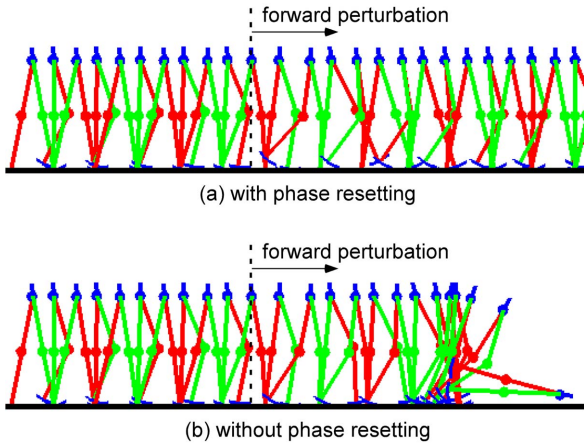 forward perturbation
(a) with phase resetting
forward perturbation
(b) without phase resetting